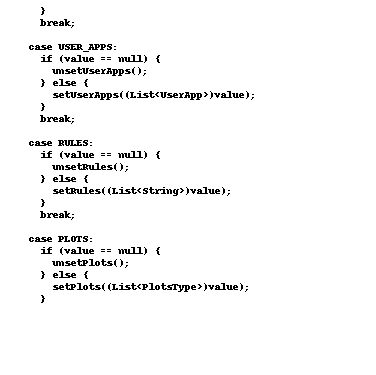 }
break;
case USER_APPS:
if (value == null) {
unsetUserApps();
} else {
setUserApps((List<UserApp>)value);
}
break;
case RULES:
if (value == null) {
unsetRules();
} else {
setRules((List<String>)value);
}
break;
case PLOTS:
if (value == null) {
unsetPlots();
} else {
setPlots((List<PlotsType>)value);
}